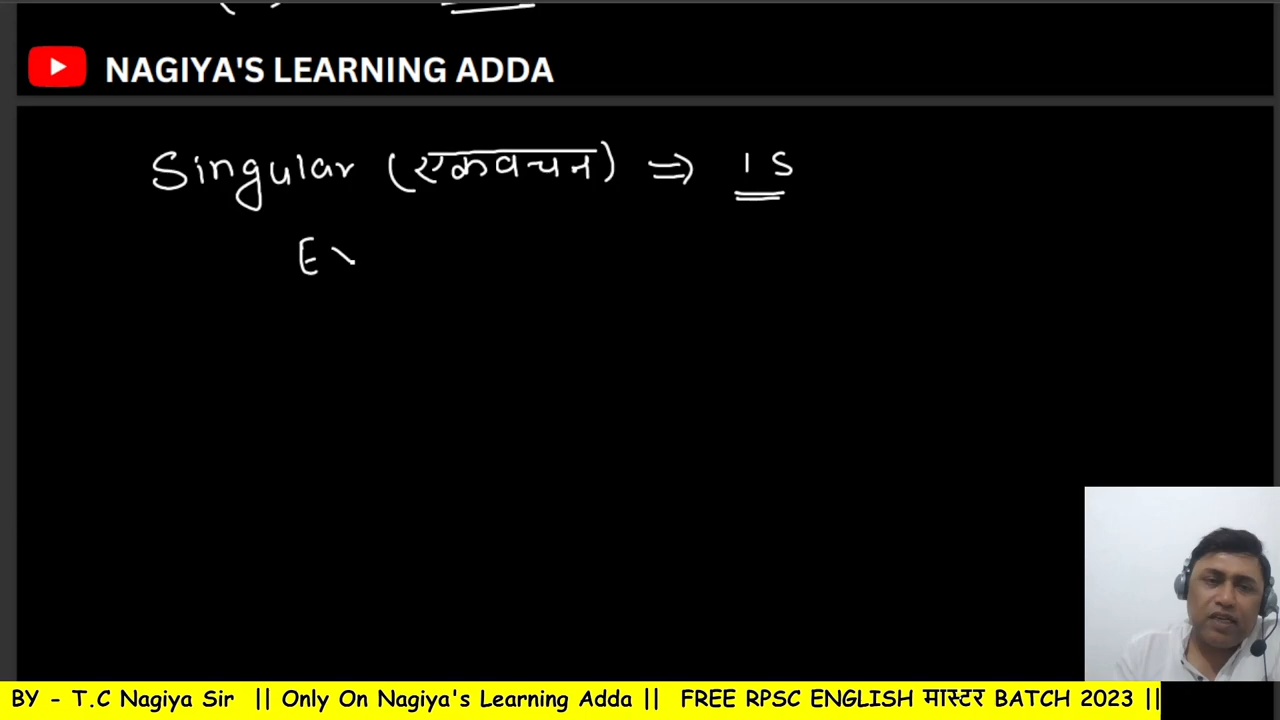 NAGIYA'S LEARNING ADDA
Singular (एकवचन) ⇒ IS
BY - T.C Nagiya Sir || Only On Nagiya's Learning Adda || FREE RPSC ENGLISH मास्टर BATCH 2023 ||